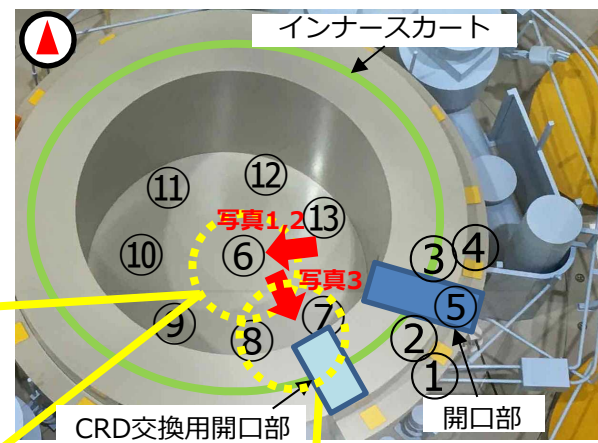 インナースカート
⑫
⑪
⑬
写真1,2
⑩
⑥
③
④
写真3
⑤
⑦
⑨
⑧
②
①
CRD交換用開口部
開口部